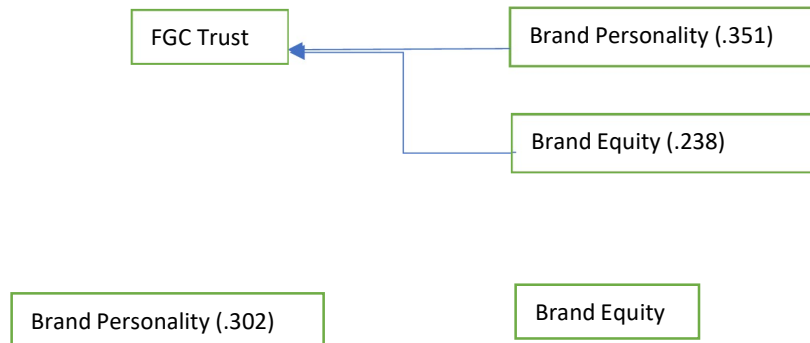 FGC Trust
Brand Personality (.351)
Brand Equity (.238)
Brand Personality (.302)
Brand Equity